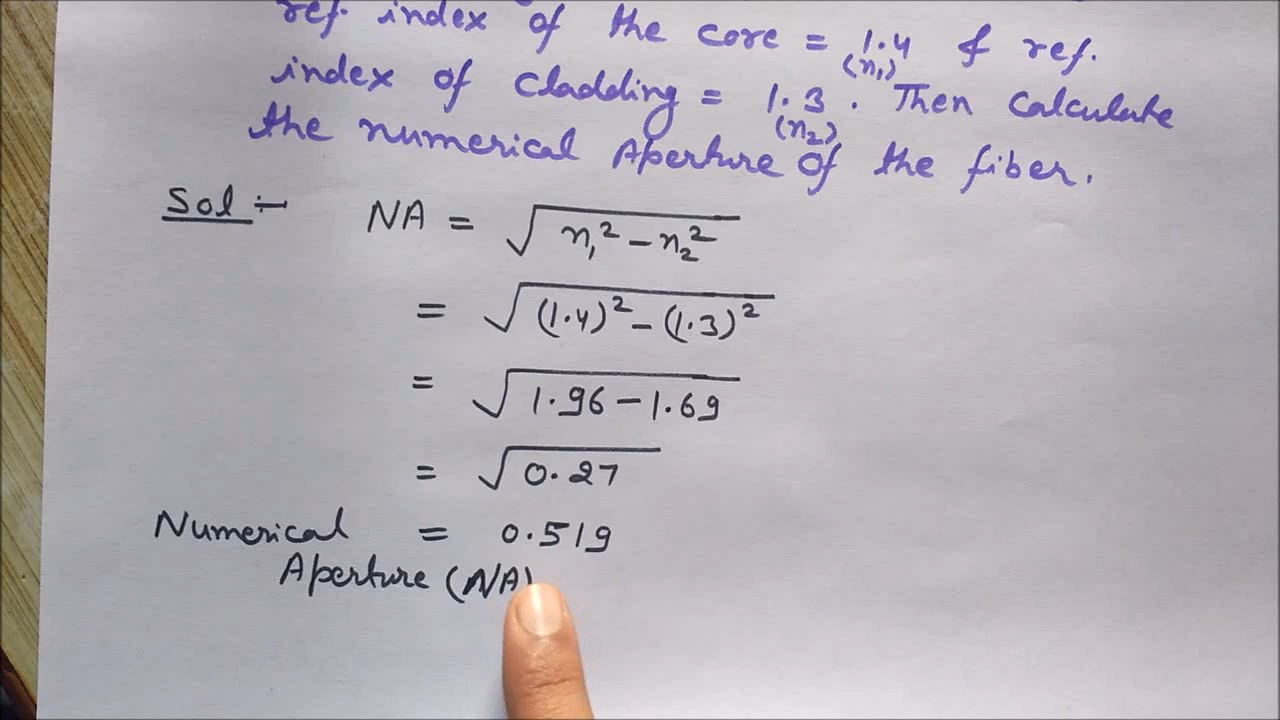 ref. index of the core = 1.4 & ref.
(n₁)
index of Cladding = 1.3 . Then Calculate
(n₂)
the numerical Aperture of the fiber.
Sol :- NA = √(n₁² - n₂²)
= √((1.4)² - (1.3)²)
= √(1.96 - 1.69)
= √0.27
Numerical = 0.519
Aperture (NA)